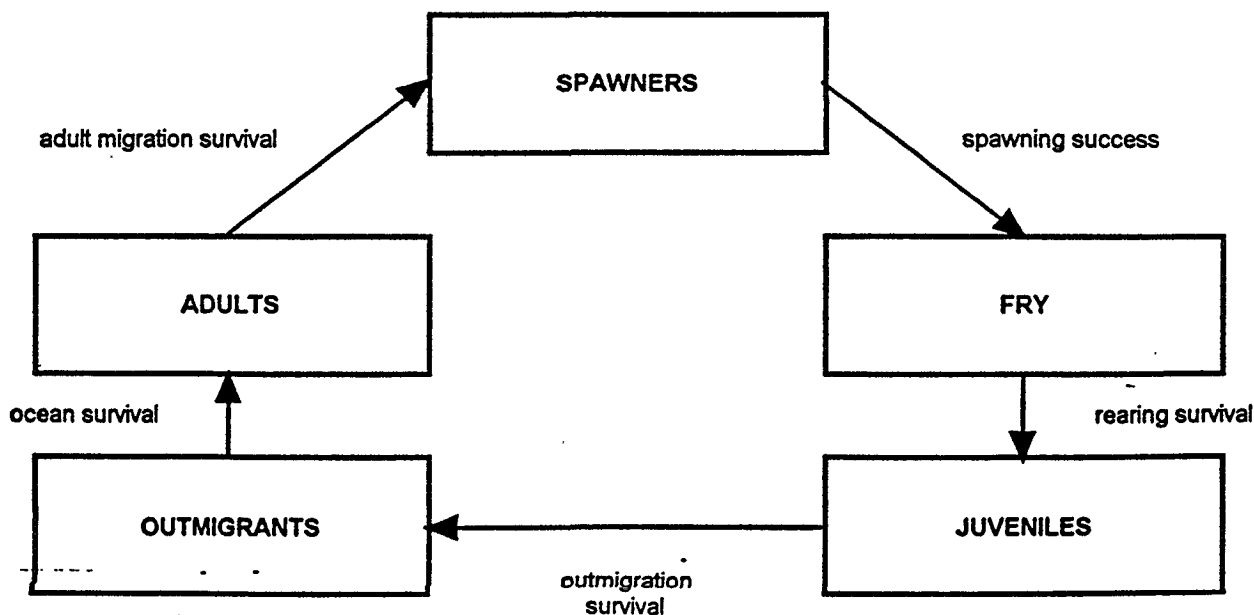 SPAWNERS
adult migration survival
spawning success
ADULTS
FRY
ocean survival
rearing survival
OUTMIGRANTS
JUVENILES
outmigration
survival